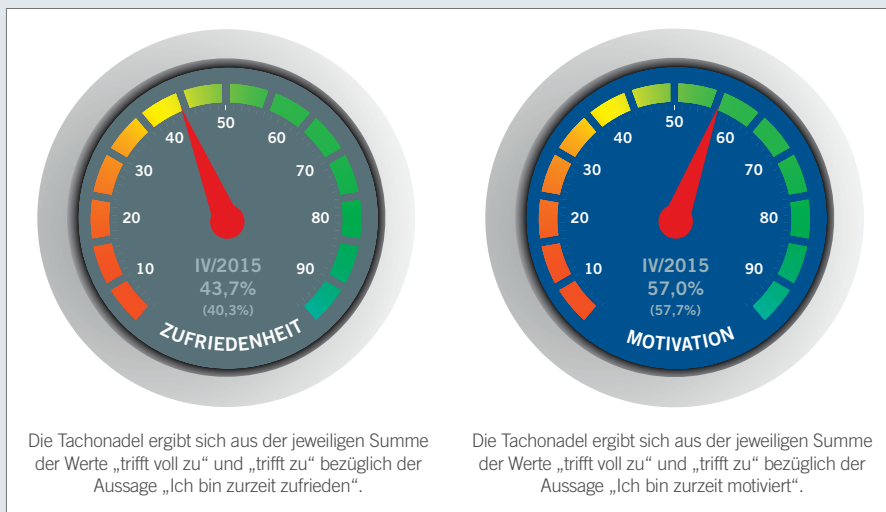 50
40
60
30
70
20
80
10
90
IV/2015
43,7%
(40,3%)
ZUFRIEDENHEIT
Die Tachonadel ergibt sich aus der jeweiligen Summe
der Werte „trifft voll zu“ und „trifft zu“ bezüglich der
Aussage „Ich bin zurzeit zufrieden“.
50
40
60
30
70
20
80
10
90
IV/2015
57,0%
(57,7%)
MOTIVATION
Die Tachonadel ergibt sich aus der jeweiligen Summe
der Werte „trifft voll zu“ und „trifft zu“ bezüglich der
Aussage „Ich bin zurzeit motiviert“.